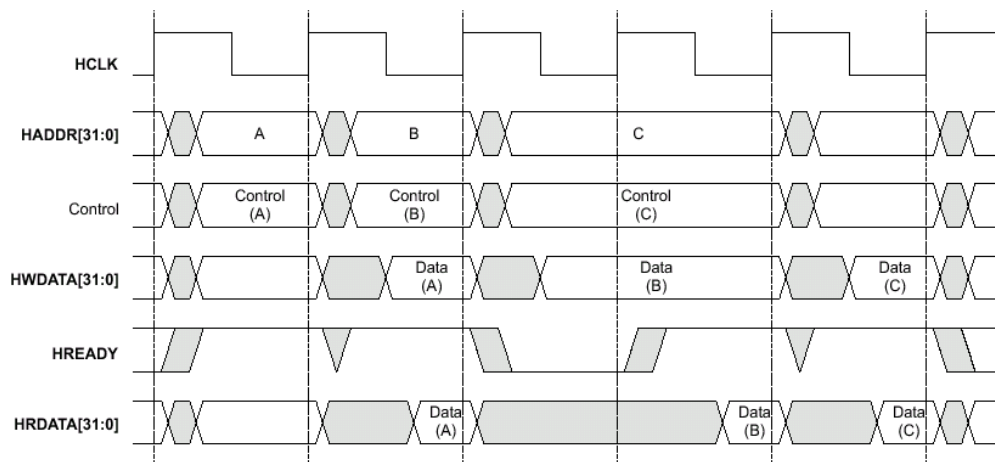 HCLK
HADDR[31:0]
A
B
C
Control
Control
(A)
Control
(B)
Control
(C)
HWDATA[31:0]
Data
(A)
Data
(B)
Data
(C)
HREADY
HRDATA[31:0]
Data
(A)
Data
(B)
Data
(C)